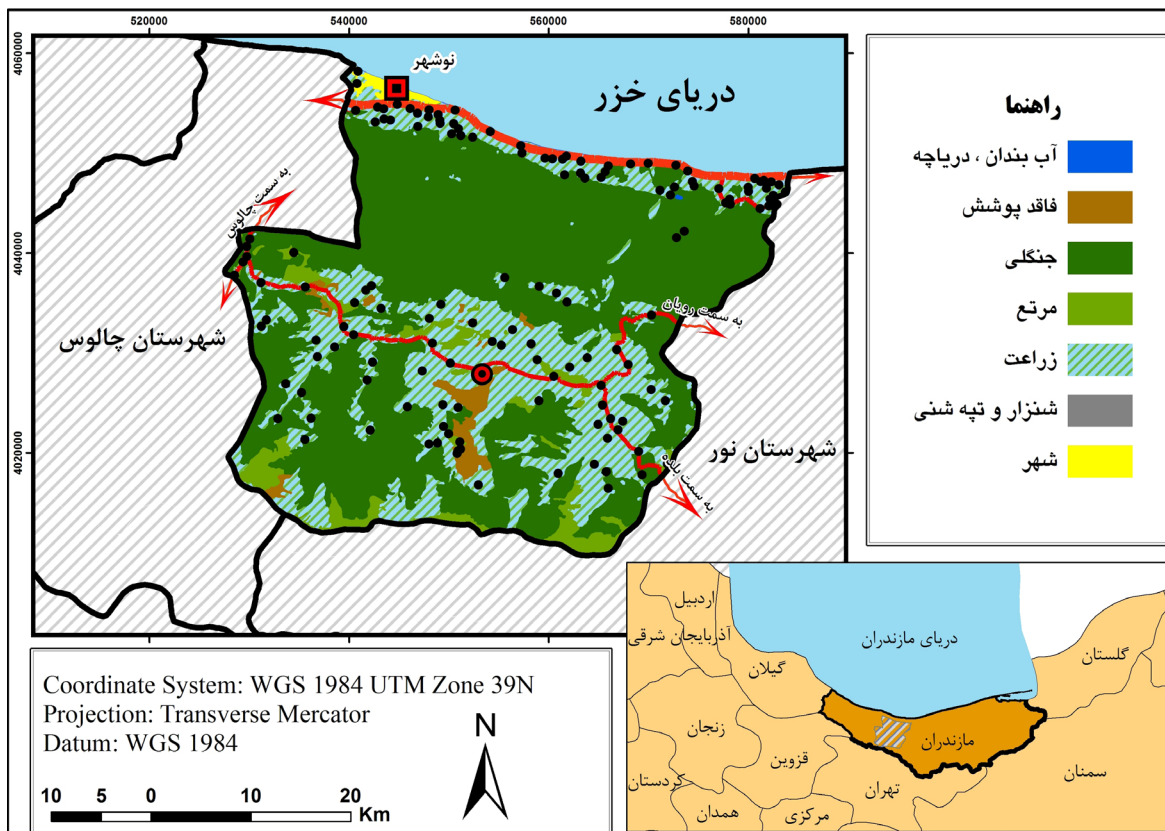 520000
540000
560000
580000
4060000
4040000
4020000
4060000
4040000
4020000
نوشهر
دریای خزر
به سمت چالوس
به سمت رویان
شهرستان چالوس
شهرستان نور
به سمت بلده
راهنما
آب بندان ، دریاچه
فاقد پوشش
جنگلی
مرتع
زراعت
شنزار و تپه شنی
شهر
Coordinate System: WGS 1984 UTM Zone 39N
Projection: Transverse Mercator
Datum: WGS 1984
N
10 5 0 10 20
Km
اردبیل
آذربایجان شرقی
گیلان
دریای مازندران
گلستان
زنجان
مازندران
قزوین
سمنان
کردستان
تهران
همدان
مرکزی